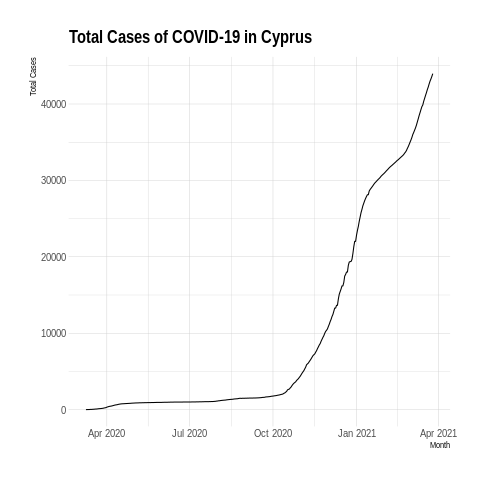 Total Cases of COVID-19 in Cyprus
Total Cases
40000
30000
20000
10000
0
Apr 2020 Jul 2020 Oct 2020 Jan 2021 Apr 2021
Month